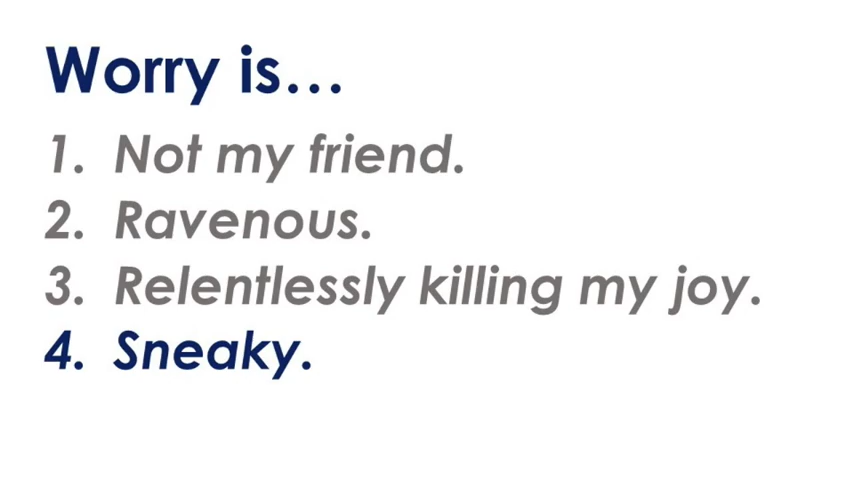 Worry is…
1. Not my friend.
2. Ravenous.
3. Relentlessly killing my joy.
4. Sneaky.